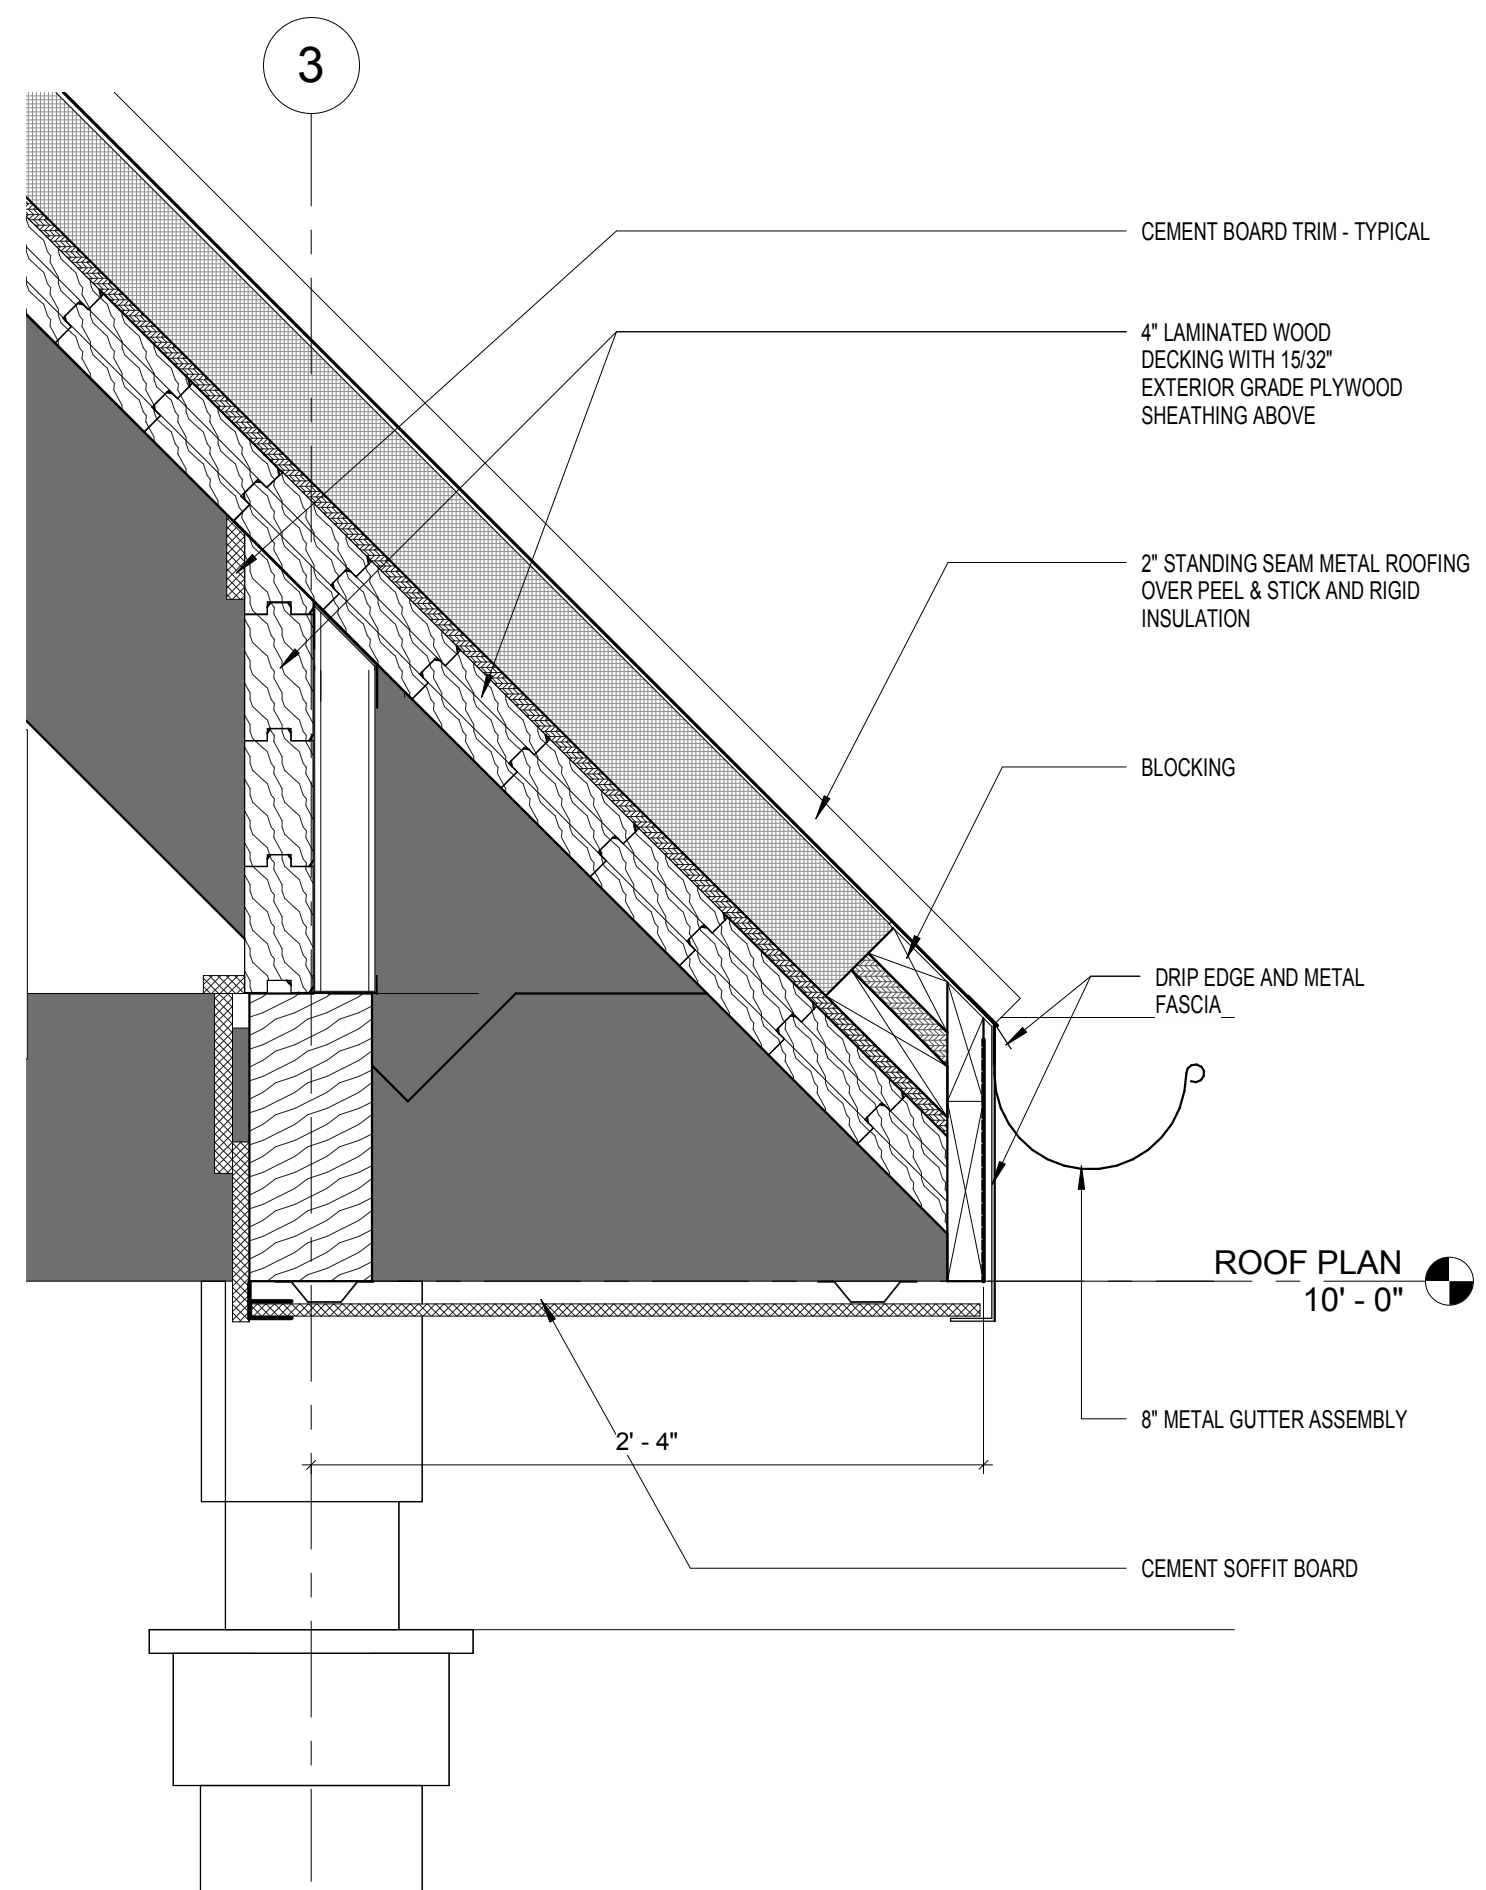 3
CEMENT BOARD TRIM - TYPICAL
4" LAMINATED WOOD
DECKING WITH 15/32"
EXTERIOR GRADE PLYWOOD
SHEATHING ABOVE
2" STANDING SEAM METAL ROOFING
OVER PEEL & STICK AND RIGID
INSULATION
BLOCKING
DRIP EDGE AND METAL
FASCIA
ROOF PLAN
10' - 0"
8" METAL GUTTER ASSEMBLY
2' - 4"
CEMENT SOFFIT BOARD